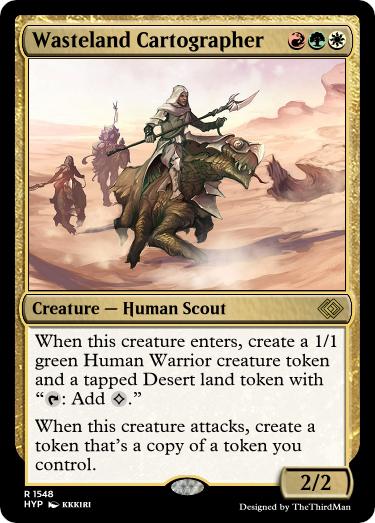 Wasteland Cartographer
Creature — Human Scout
When this creature enters, create a 1/1
green Human Warrior creature token
and a tapped Desert land token with
“: Add .”
When this creature attacks, create a
token that’s a copy of a token you
control.
2/2
R 1548
HYP KKKIRI
Designed by TheThirdMan